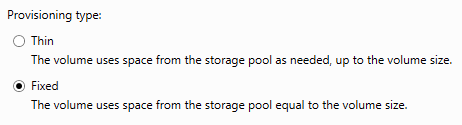 Provisioning type:
Thin
The volume uses space from the storage pool as needed, up to the volume size.
Fixed
The volume uses space from the storage pool equal to the volume size.